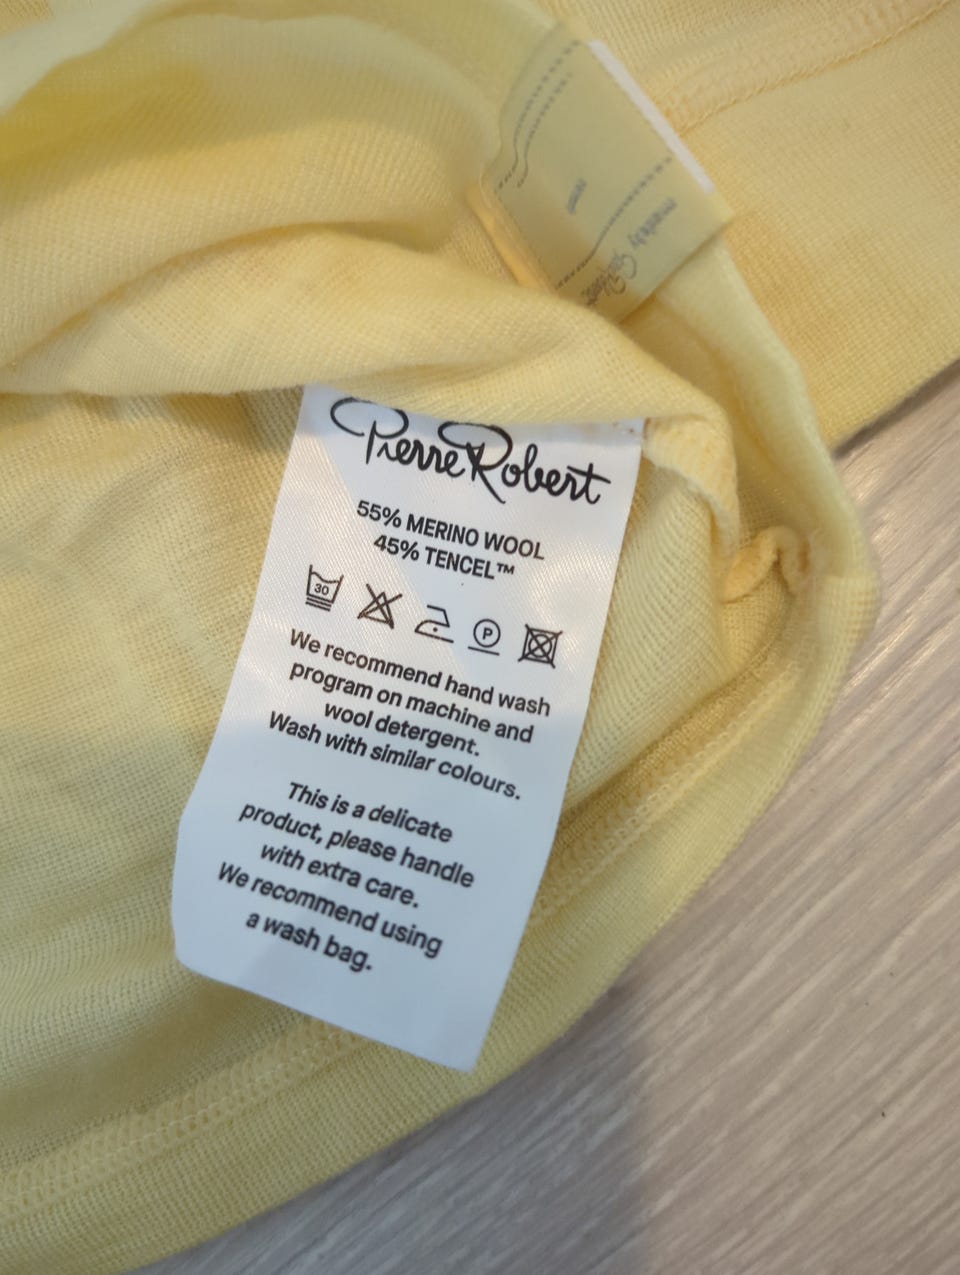 Pierre Robert
55% MERINO WOOL
45% TENCEL™
30
P
We recommend hand wash
program on machine and
wool detergent.
Wash with similar colours.
This is a delicate
product, please handle
with extra care.
We recommend using
a wash bag.